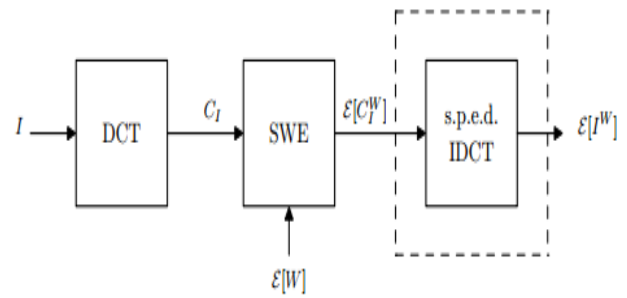 I
DCT
C_I
SWE
ℰ[C_I^W]
s.p.e.d.
IDCT
ℰ[I^W]
ℰ[W]